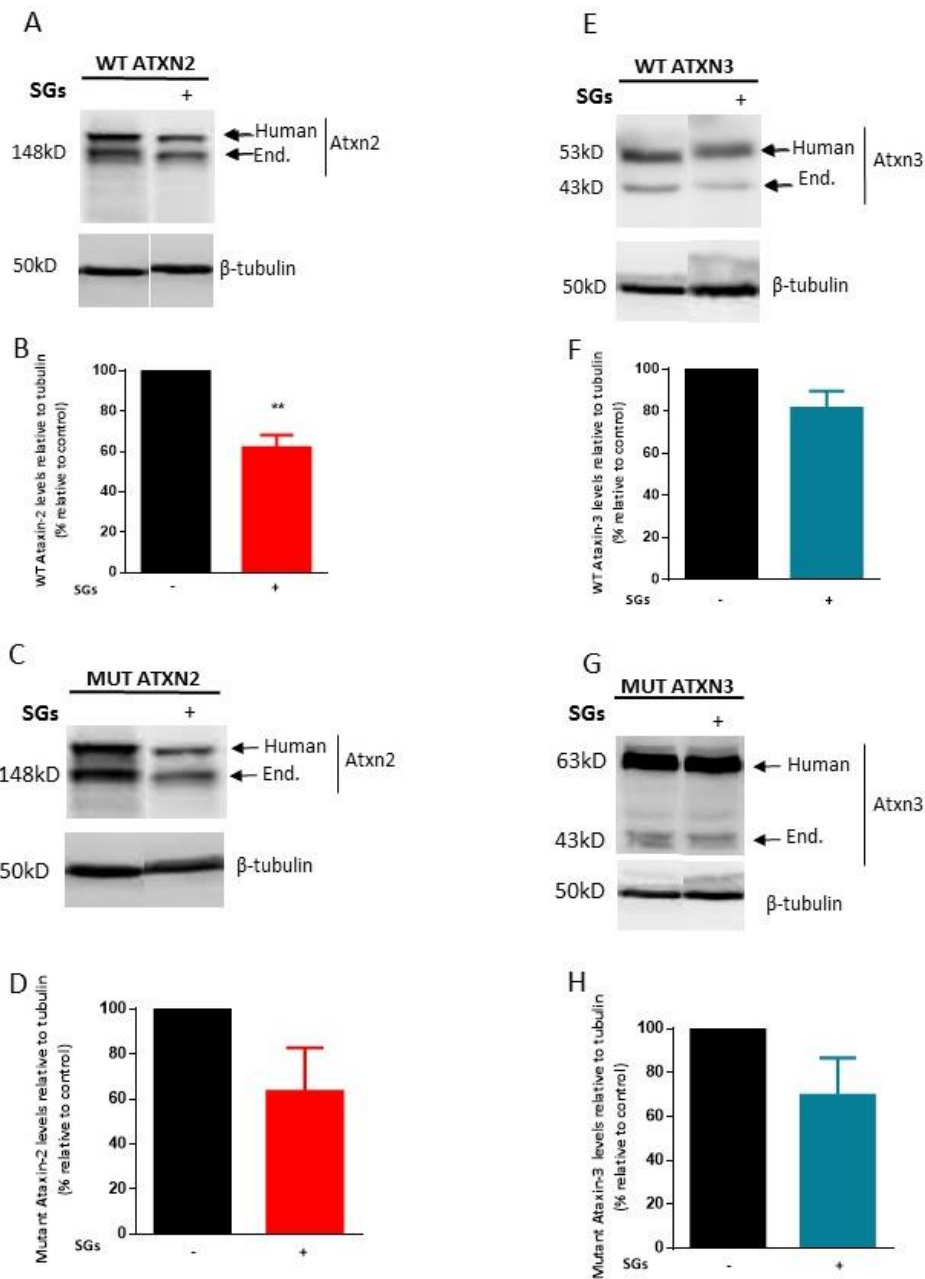 A
WT ATXN2
SGs +
148kD
Human
End.
Atxn2
50kD
β-tubulin
B
WT Ataxin-2 levels relative to tubulin
(% relative to control)
100
80
60
40
20
0
**
SGs - +
C
MUT ATXN2
SGs +
148kD
Human
End.
Atxn2
50kD
β-tubulin
D
Mutant Ataxin-2 levels relative to tubulin
(% relative to control)
100
80
60
40
20
0
SGs - +
E
WT ATXN3
SGs +
53kD
43kD
Human
End.
Atxn3
50kD
β-tubulin
F
WT Ataxin-3 levels relative to tubulin
(% relative to control)
100
80
60
40
20
0
SGs - +
G
MUT ATXN3
SGs +
63kD
43kD
Human
End.
Atxn3
50kD
β-tubulin
H
Mutant Ataxin-3 levels relative to tubulin
(% relative to control)
100
80
60
40
20
0
SGs - +